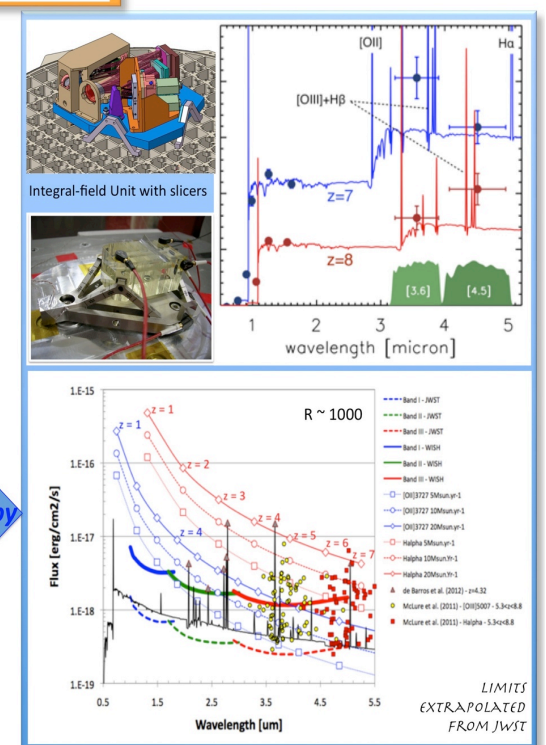 Integral-field Unit with slicers
[OII]
Hα
[OIII]+Hβ
z=7
z=8
[3.6]
[4.5]
1
2
3
4
5
wavelength [micron]
by
R ~ 1000
1.E-15
1.E-16
1.E-17
1.E-18
1.E-19
Flux [erg/cm2/s]
z = 1
z = 1
z = 2
z = 3
z = 4
z = 4
z = 5
z = 6
z = 7
0.5
1.5
2.5
3.5
4.5
5.5
Wavelength [um]
Band I - JWST
Band II - JWST
Band III - JWST
Band I - WISH
Band II - WISH
Band III - WISH
[OII]3727 5Msun.yr-1
[OII]3727 10Msun.yr-1
[OII]3727 20Msun.yr-1
Halpha 5Msun.yr-1
Halpha 10Msun.Yr-1
Halpha 20Msun.Yr-1
de Barros et al. (2012) - z=4.32
McLure et al. (2011) - [OIII]5007 - 5.3<z<8.8
McLure et al. (2011) - Halpha - 5.3<z<8.8
LIMITS
EXTRAPOLATED
FROM JWST